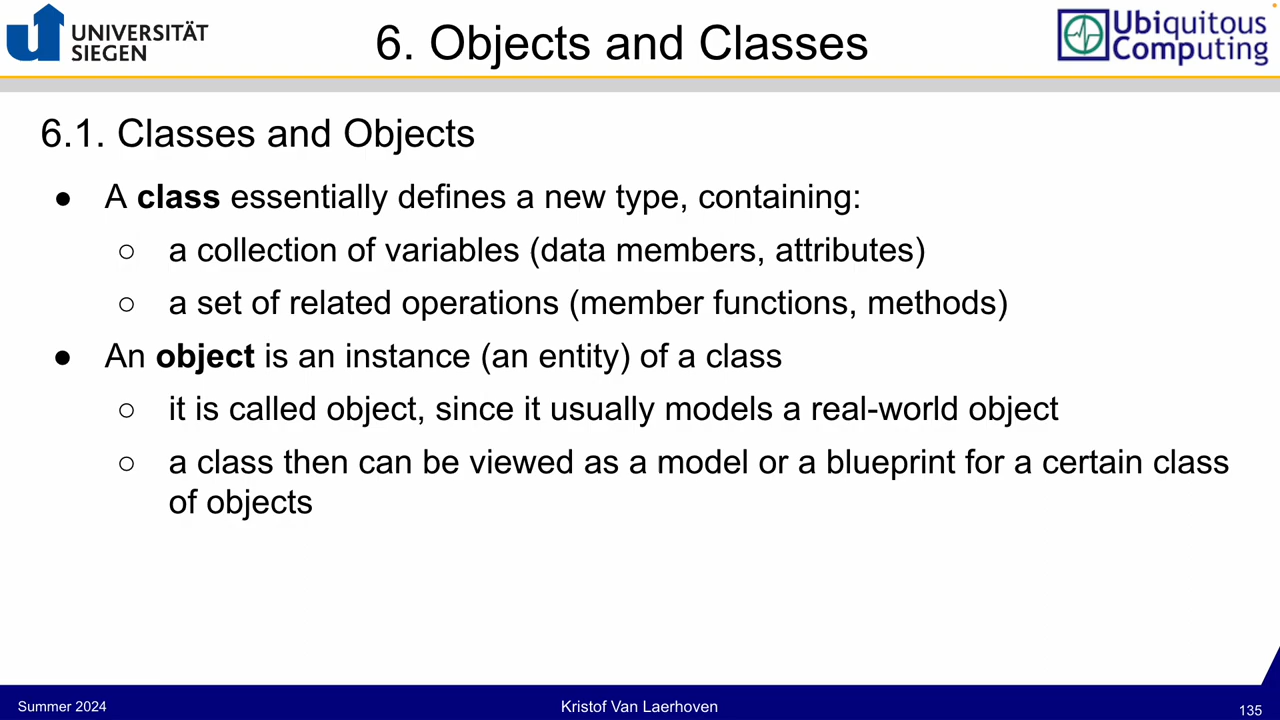 UNIVERSITÄT
SIEGEN
6. Objects and Classes
Ubiquitous
Computing
6.1. Classes and Objects
● A class essentially defines a new type, containing:
○ a collection of variables (data members, attributes)
○ a set of related operations (member functions, methods)
● An object is an instance (an entity) of a class
○ it is called object, since it usually models a real-world object
○ a class then can be viewed as a model or a blueprint for a certain class
of objects
Summer 2024
Kristof Van Laerhoven
135